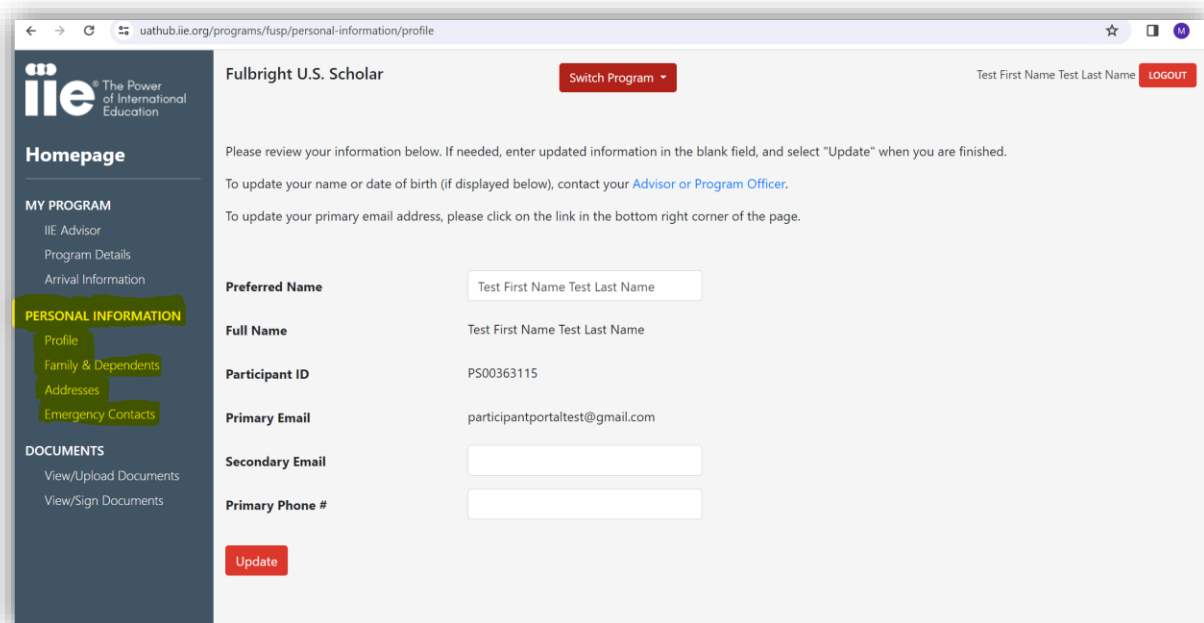 uathub.iie.org/programs/fusp/personal-information/profile
M
iie® The Power
of International
Education
Fulbright U.S. Scholar
Switch Program
Test First Name Test Last Name
LOGOUT
Homepage
MY PROGRAM
IIE Advisor
Program Details
Arrival Information
PERSONAL INFORMATION
Profile
Family & Dependents
Addresses
Emergency Contacts
DOCUMENTS
View/Upload Documents
View/Sign Documents
Please review your information below. If needed, enter updated information in the blank field, and select "Update" when you are finished.
To update your name or date of birth (if displayed below), contact your Advisor or Program Officer.
To update your primary email address, please click on the link in the bottom right corner of the page.
Preferred Name Test First Name Test Last Name
Full Name Test First Name Test Last Name
Participant ID PS00363115
Primary Email participantportaltest@gmail.com
Secondary Email
Primary Phone #
Update